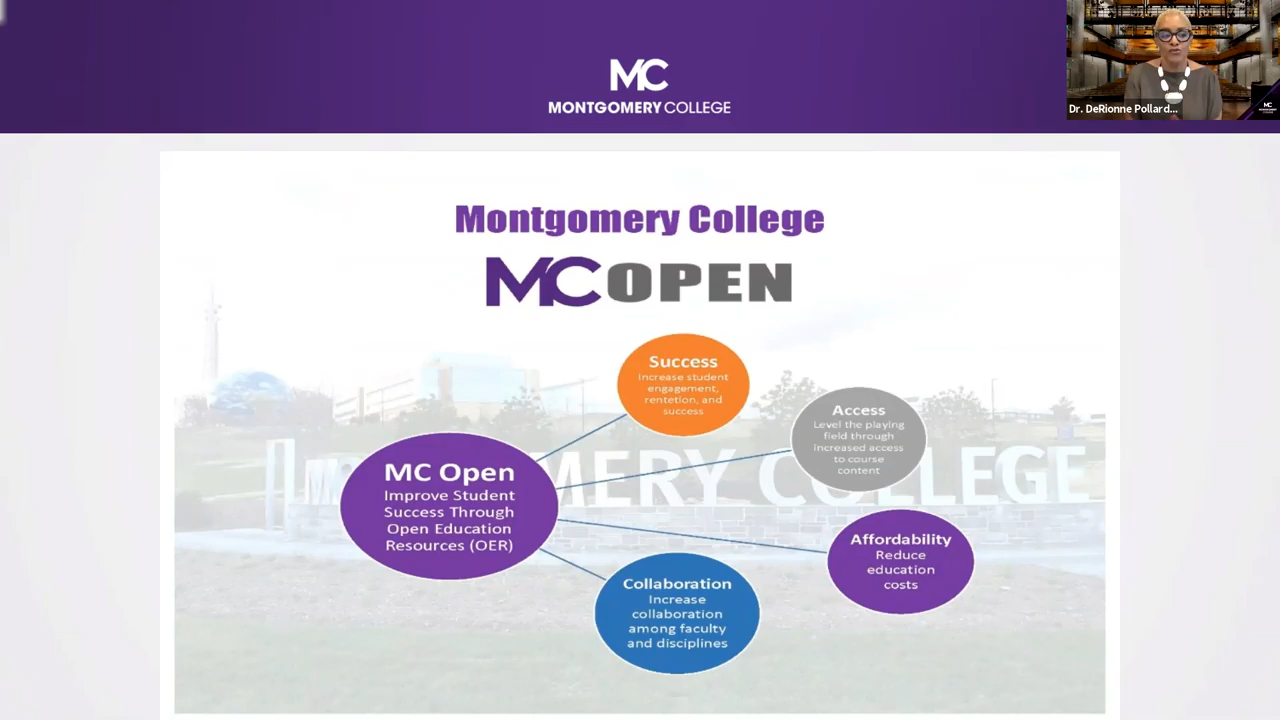 MC
MONTGOMERY COLLEGE
Dr. DeRionne Pollard...
Montgomery College
MC OPEN
Success
Increase student
engagement,
rentetion, and
success
Access
Level the playing
field through
increased access
to course
content
MC Open
Improve Student
Success Through
Open Education
Resources (OER)
Affordability
Reduce
education
costs
Collaboration
Increase
collaboration
among faculty
and disciplines
M MERY COLLEGE
MC